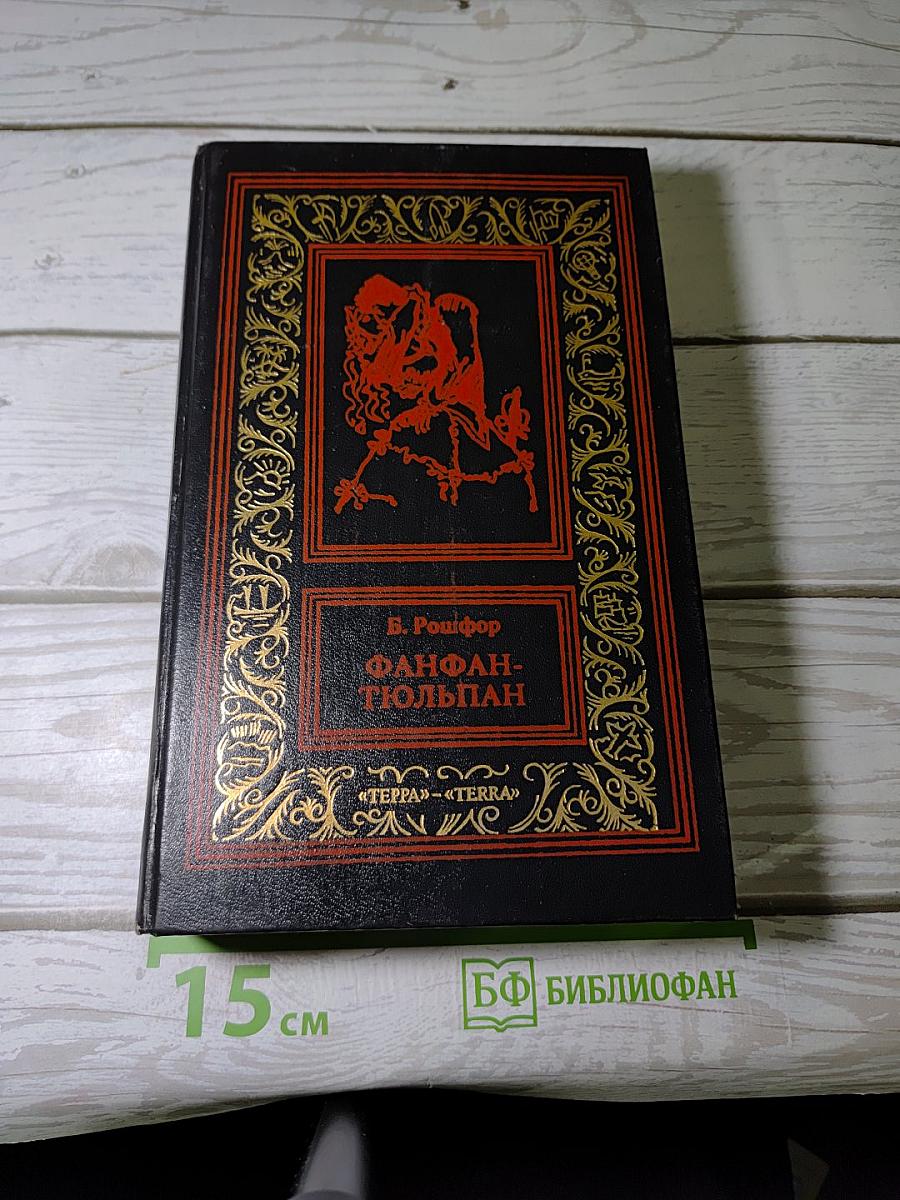 Б. Рошфор
ФАНФАН-
ТЮЛЬПАН
«ТЕРРА» – «TERRA»
15 см
БФ БИБЛИОФАН